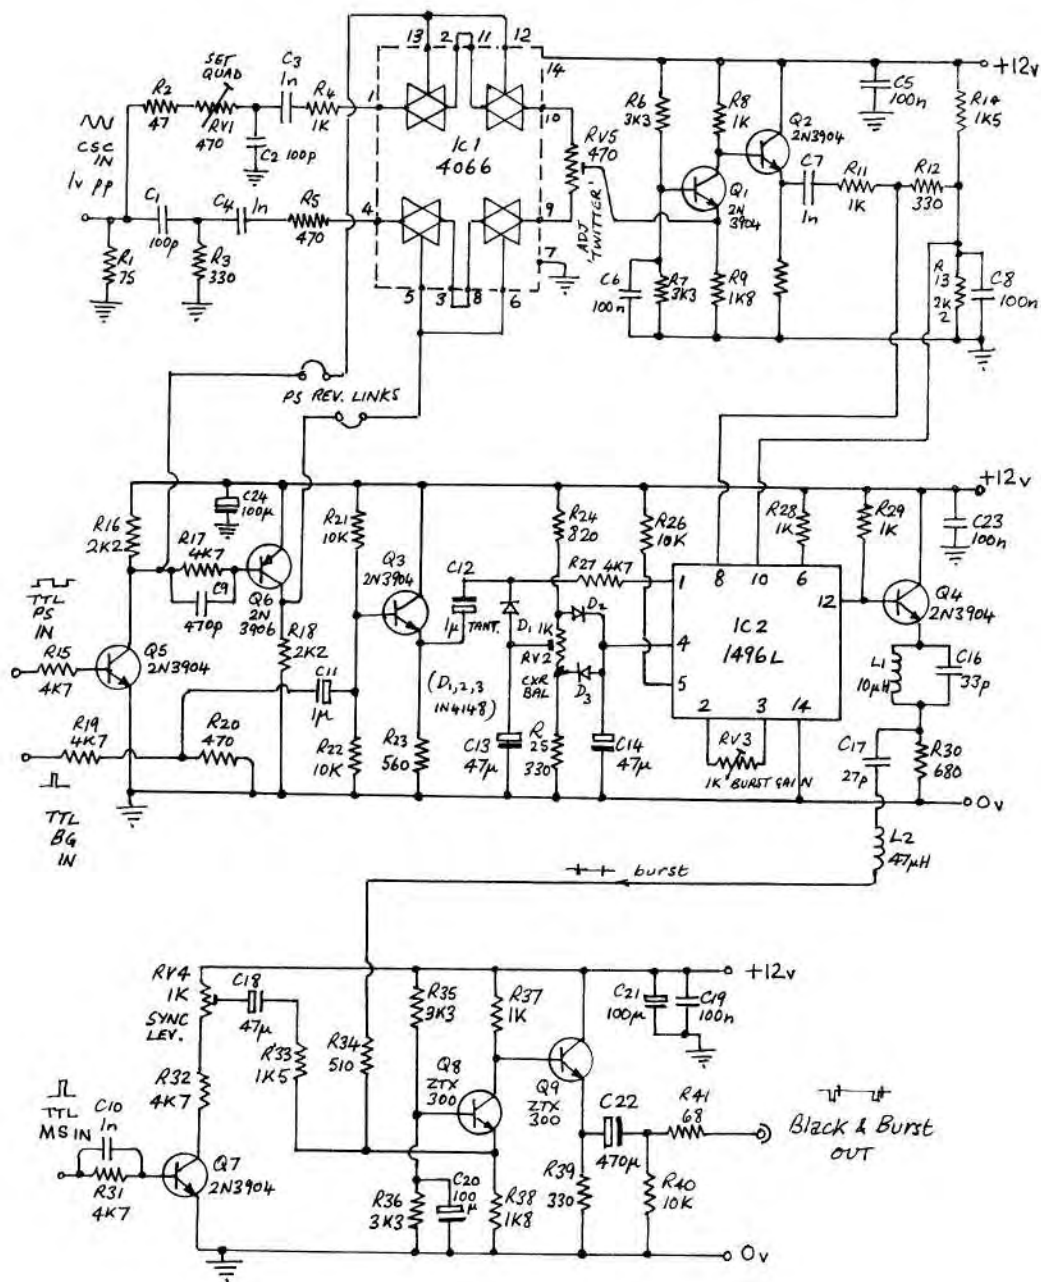 13 2 11 12
SET QUAD
C3
1n
R4
1K
R2
47
RV1
470
C2 100p
CSC
IN
1v pp
1
14
10
IC1
4066
RV5
470
ADJ
'TWITTER'
C1
100p
C4
1n
R5
470
4
9
7
R1
75
R3
330
5 3 8 6
R6
3K3
R8
1K
Q2
2N3904
C5
100n
+12v
R14
1K5
Q1
2N
3904
C7
1n
R11
1K
R12
330
C6
100n
R7
3K3
R9
1K8
R
13
2K
2
C8
100n
PS REV. LINKS
+12v
R16
2K2
C24
100μ
R17
4K7
C9
470p
Q6
2N
3906
R21
10K
Q3
2N3904
C12
1μ TANT.
R24
820
R26
10K
R27 4K7
R28
1K
R29
1K
C23
100n
8 10 6
1
4
5
12
2 3 14
IC2
1496L
Q4
2N3904
TTL
PS
IN
R15
4K7
Q5
2N3904
R18
2K2
C11
1μ
D1
1K
RV2
CXR
BAL
D2
D3
(D1,2,3
1N4148)
L1
10μH
C16
33p
R19
4K7
R20
470
R22
10K
R23
560
C13
47μ
R
25
330
C14
47μ
RV3
1K 'BURST GAIN
C17
27p
R30
680
TTL
BG
IN
0v
L2
47μH
burst
+12v
RV4
1K
SYNC
LEV.
C18
47μ
R33
1K5
R34
510
R35
3K3
R37
1K
C21
100μ
C19
100n
R32
4K7
Q8
ZTX
300
Q9
ZTX
300
C22
470μ
R41
68
Black & Burst
OUT
TTL
MS IN
C10
1n
R31
4K7
Q7
2N3904
R36
3K3
C20
100
μ
R38
1K8
R39
330
R40
10K
0v